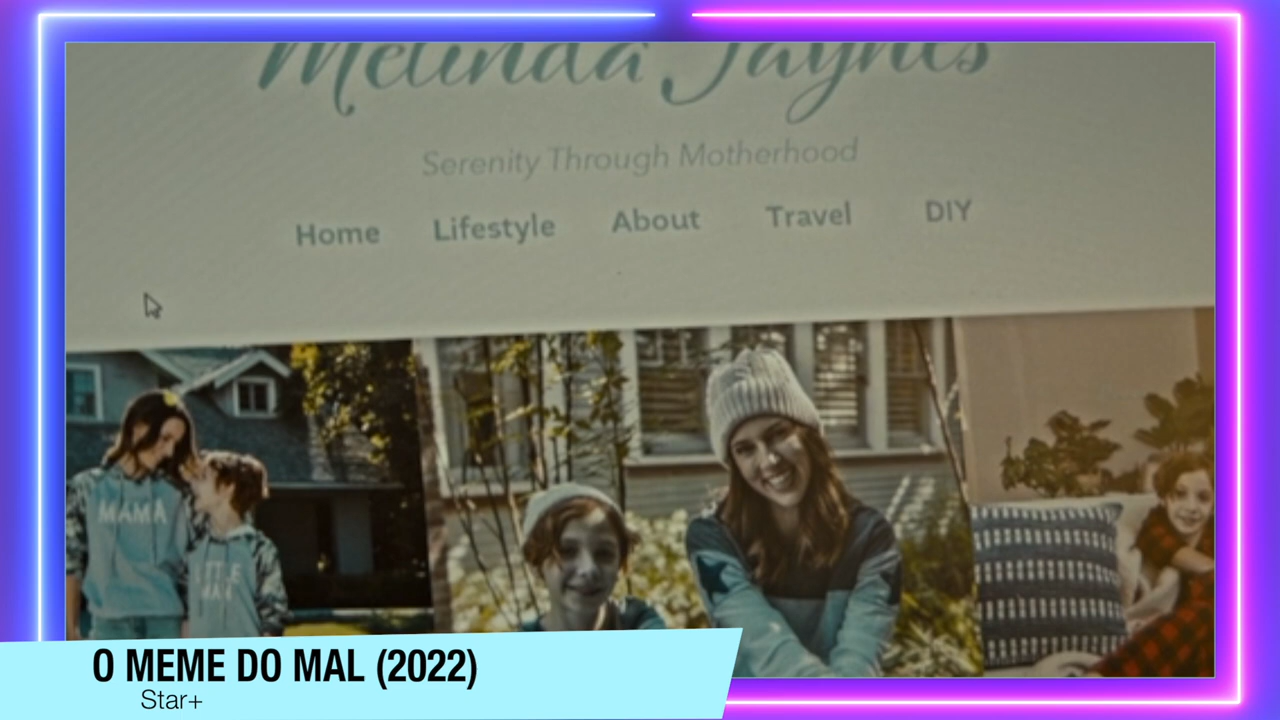 Melinda Jaynes
Serenity Through Motherhood
Home Lifestyle About Travel DIY
MAMA
O MEME DO MAL (2022)
Star+